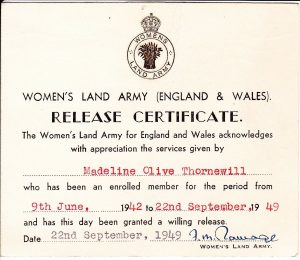 WOMEN'S
LAND ARMY
WOMEN'S LAND ARMY (ENGLAND & WALES).
RELEASE CERTIFICATE.
The Women's Land Army for England and Wales acknowledges
with appreciation the services given by
Madeline Olive Thornewill
who has been an enrolled member for the period from
9th June, 1942 to 22nd September, 1949
and has this day been granted a willing release.
Date 22nd September, 1949
WOMEN'S LAND ARMY.